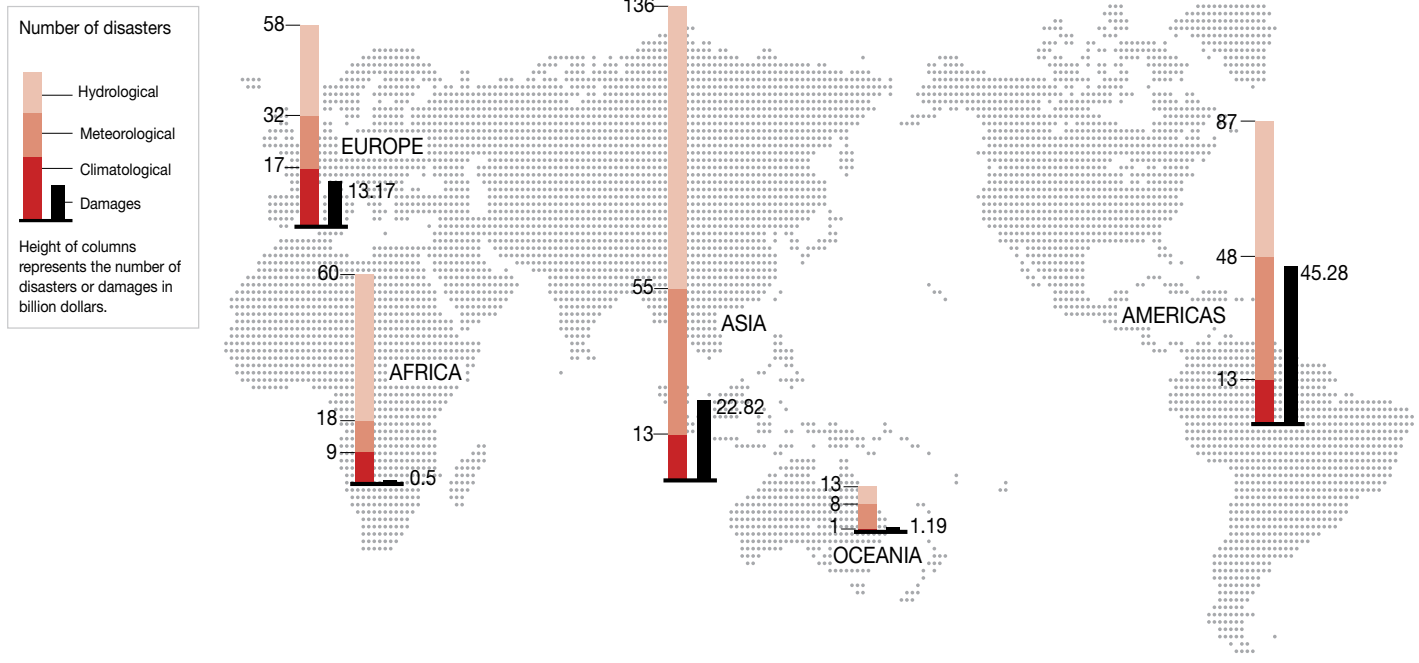 Number of disasters
Hydrological
Meteorological
Climatological
Damages
Height of columns
represents the number of
disasters or damages in
billion dollars.
58
32
17
EUROPE
13.17
60
18
9
AFRICA
0.5
136
55
13
ASIA
22.82
13
8
1
1.19
OCEANIA
87
48
13
AMERICAS
45.28